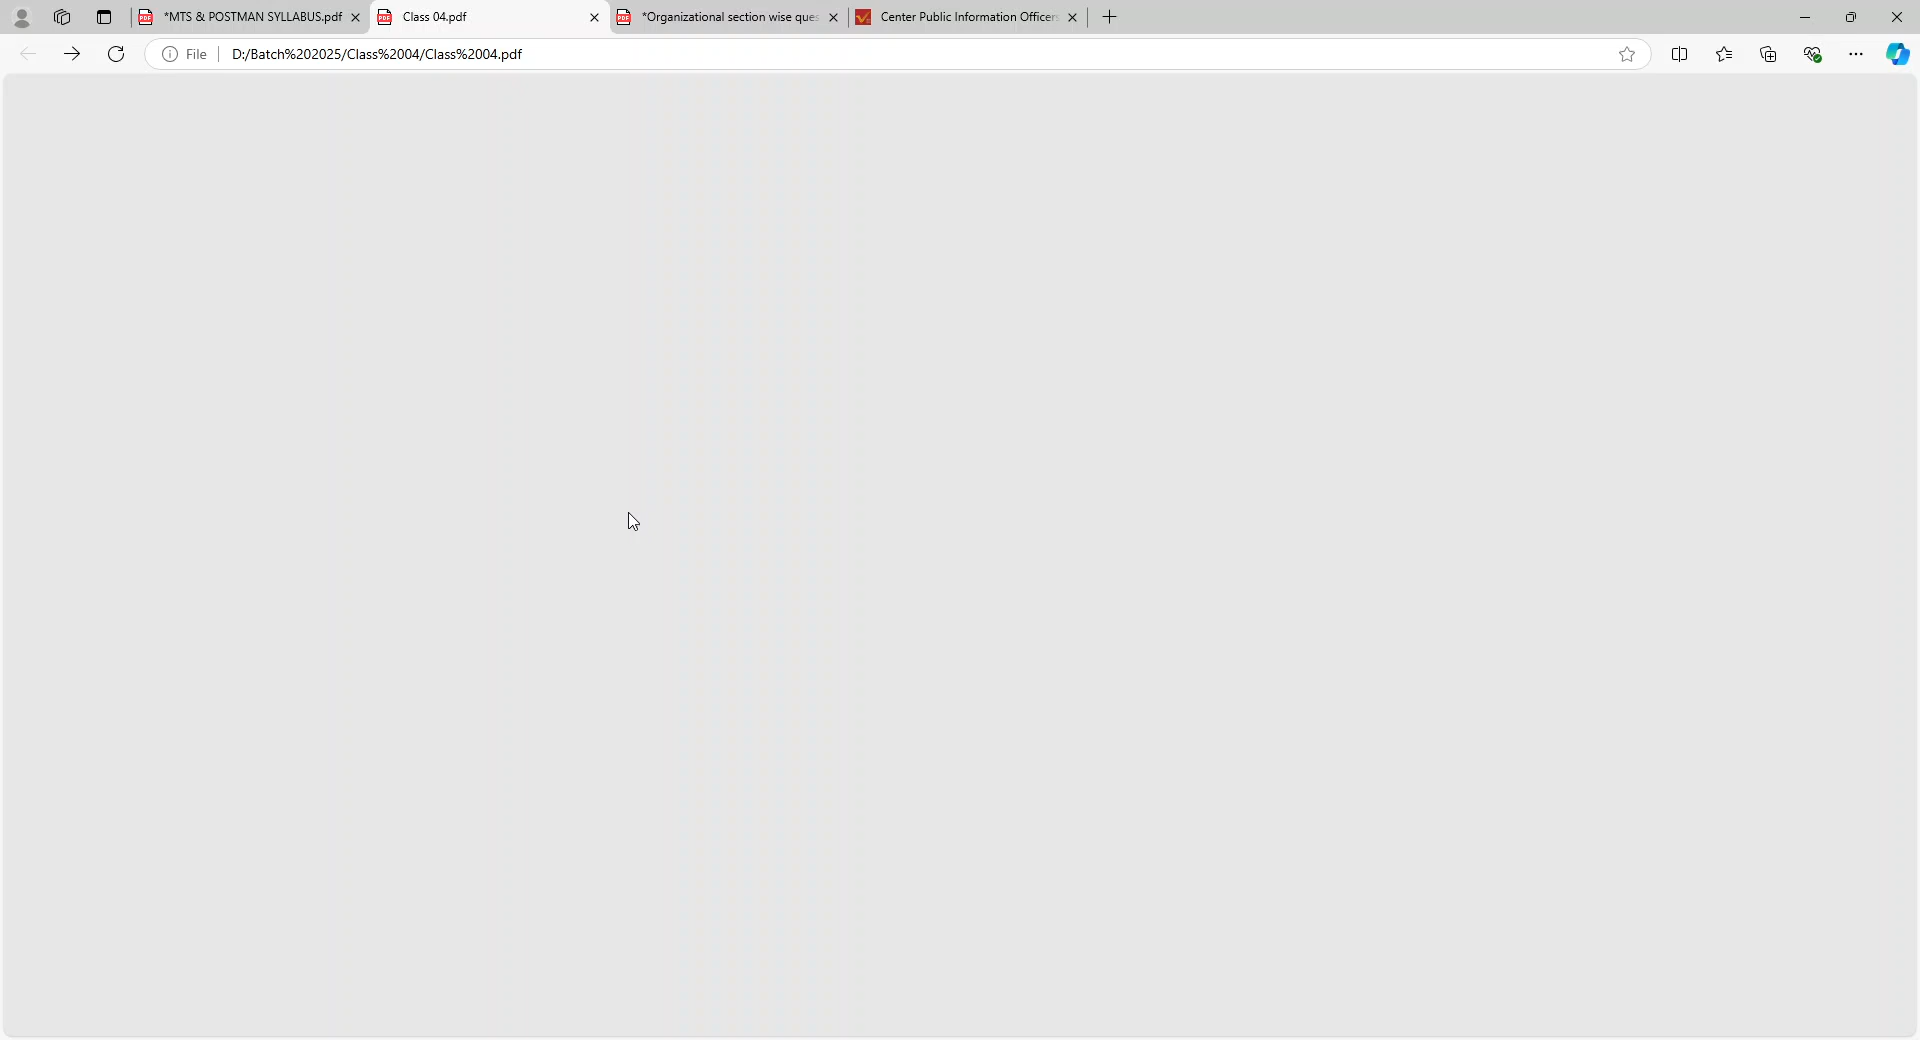 *MTS & POSTMAN SYLLABUS.pdf
Class 04.pdf
*Organizational section wise ques
Center Public Information Officer
File
D:/Batch%202025/Class%2004/Class%2004.pdf